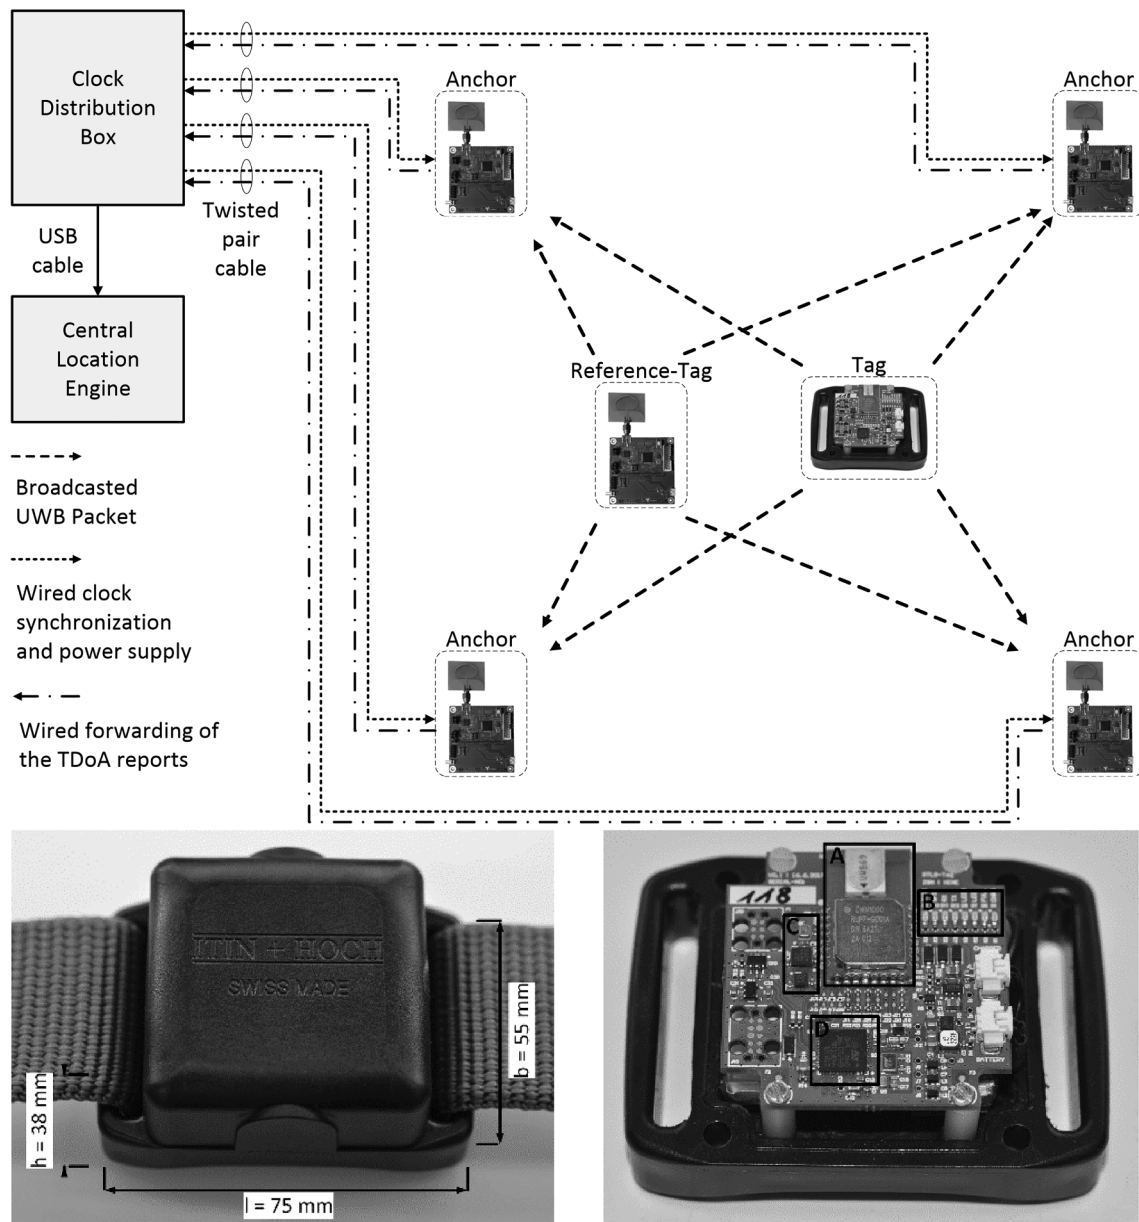 Clock
Distribution
Box
USB
cable
Twisted
pair
cable
Central
Location
Engine
Anchor
Anchor
Reference-Tag
Tag
Broadcasted
UWB Packet
Wired clock
synchronization
and power supply
Wired forwarding of
the TDoA reports
Anchor
Anchor
ITIN + HOCH
SWISS MADE
h = 38 mm
b = 55 mm
l = 75 mm
A
UWB69
B
118
C
D
BATTERY